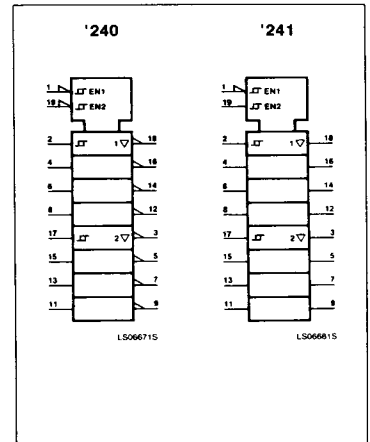 '240 '241
1 EN1 1 EN1
19 EN2 19 EN2
2 1 ▽ 18 2 1 ▽ 18
4 16 4 16
6 14 6 14
8 12 8 12
17 2 ▽ 3 17 2 ▽ 3
15 5 15 5
13 7 13 7
11 9 11 9
LS06671S LS06681S